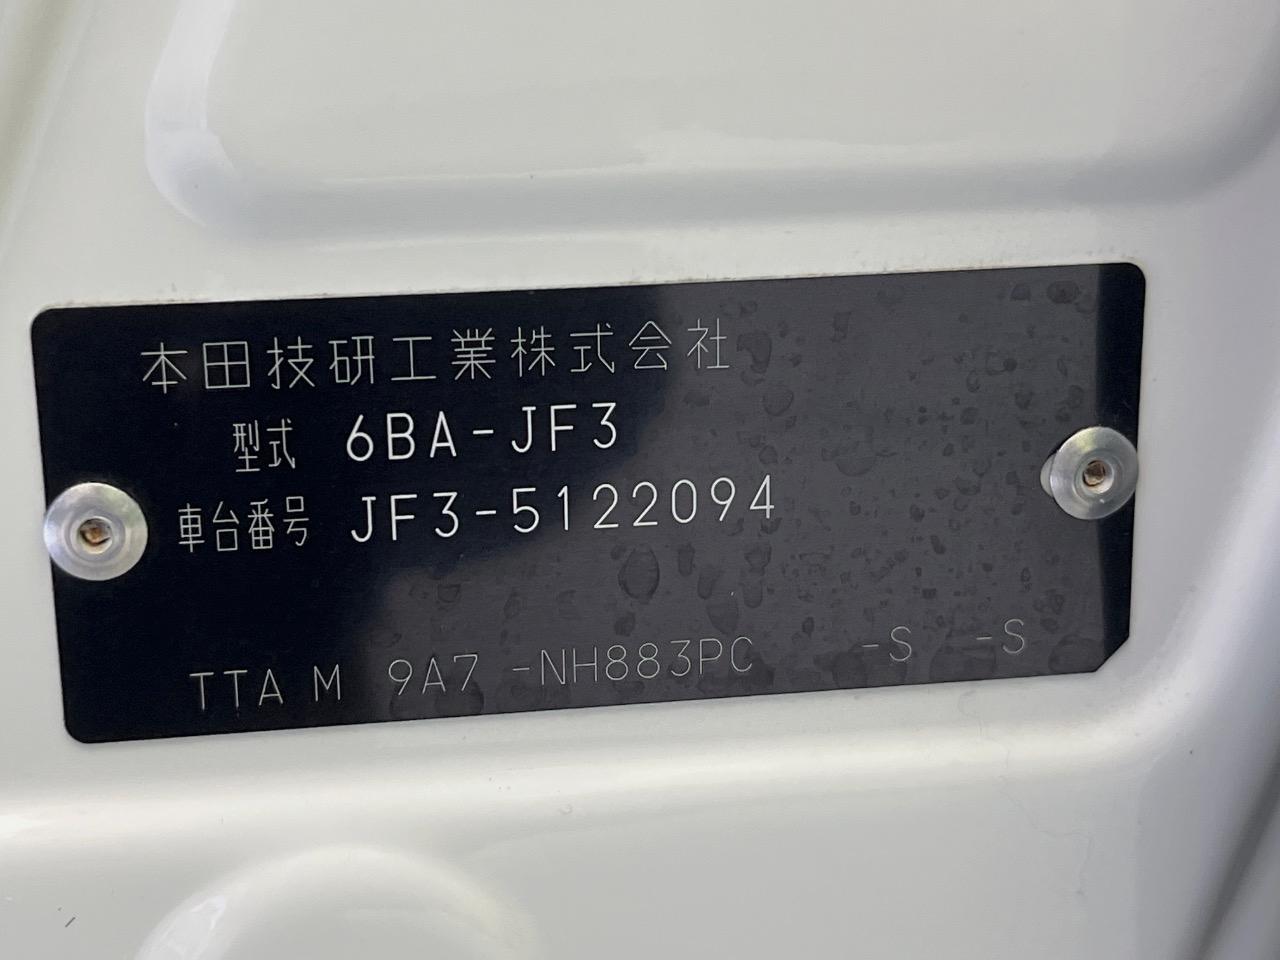 本田技研工業株式会社
型式 6BA-JF3
車台番号 JF3-5122094
TTA M 9A7 -NH883PC -S -S